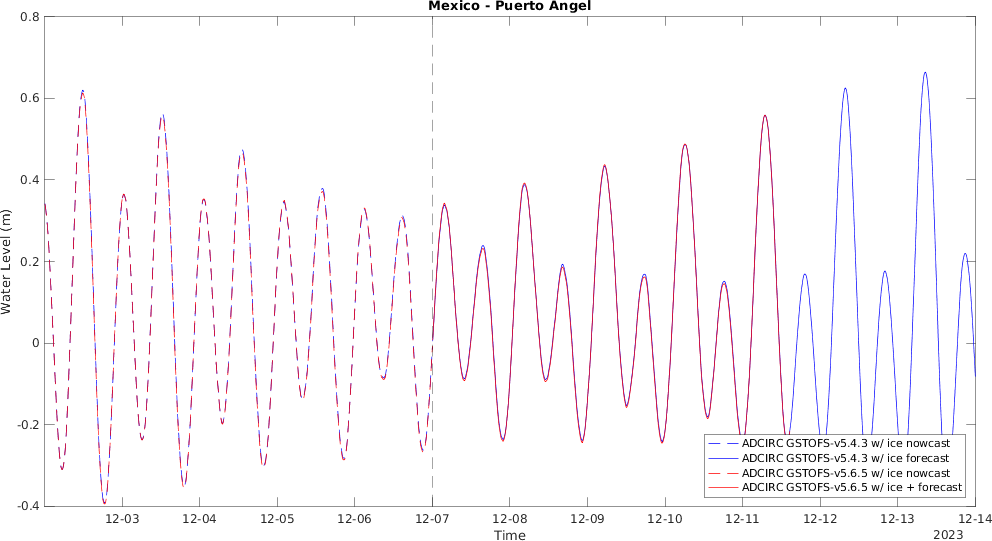 Mexico - Puerto Angel
0.8
0.6
0.4
0.2
0
-0.2
-0.4
Water Level (m)
ADCIRC GSTOFS-v5.4.3 w/ ice nowcast
ADCIRC GSTOFS-v5.4.3 w/ ice forecast
ADCIRC GSTOFS-v5.6.5 w/ ice nowcast
ADCIRC GSTOFS-v5.6.5 w/ ice + forecast
12-03 12-04 12-05 12-06 12-07 12-08 12-09 12-10 12-11 12-12 12-13 12-14
Time
2023